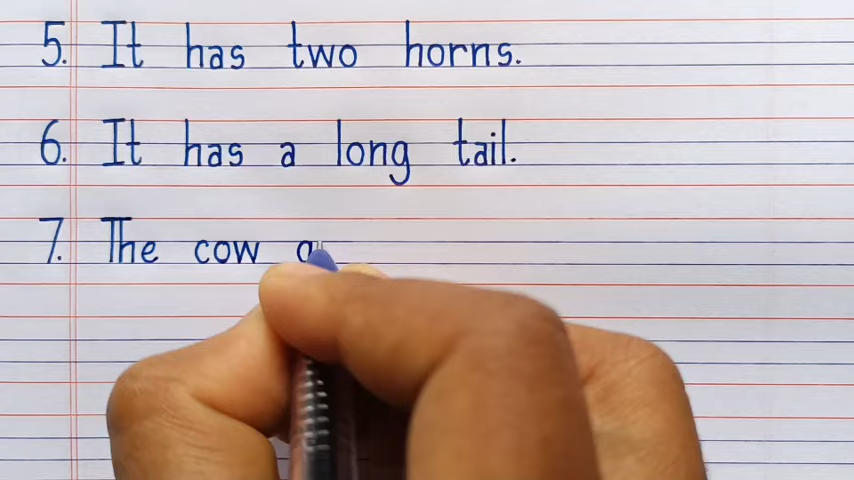 5. It has two horns.
6. It has a long tail.
7. The cow